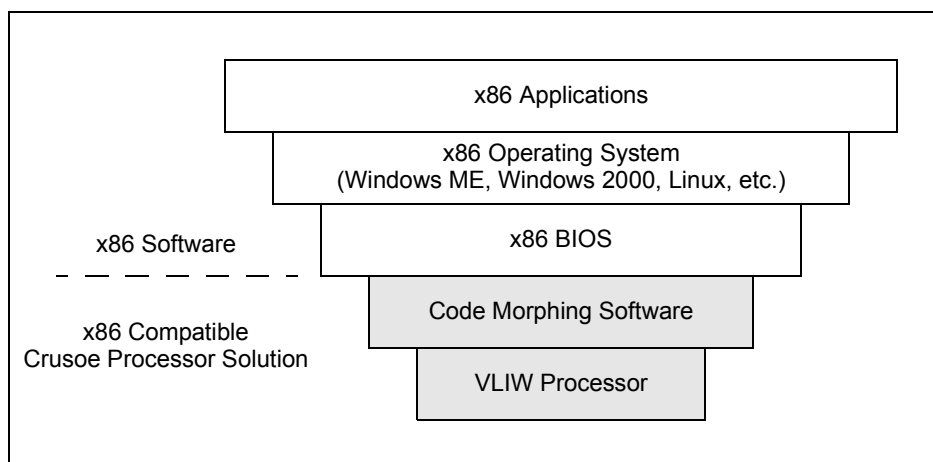 x86 Applications
x86 Operating System
(Windows ME, Windows 2000, Linux, etc.)
x86 BIOS
x86 Software
Code Morphing Software
x86 Compatible
Crusoe Processor Solution
VLIW Processor